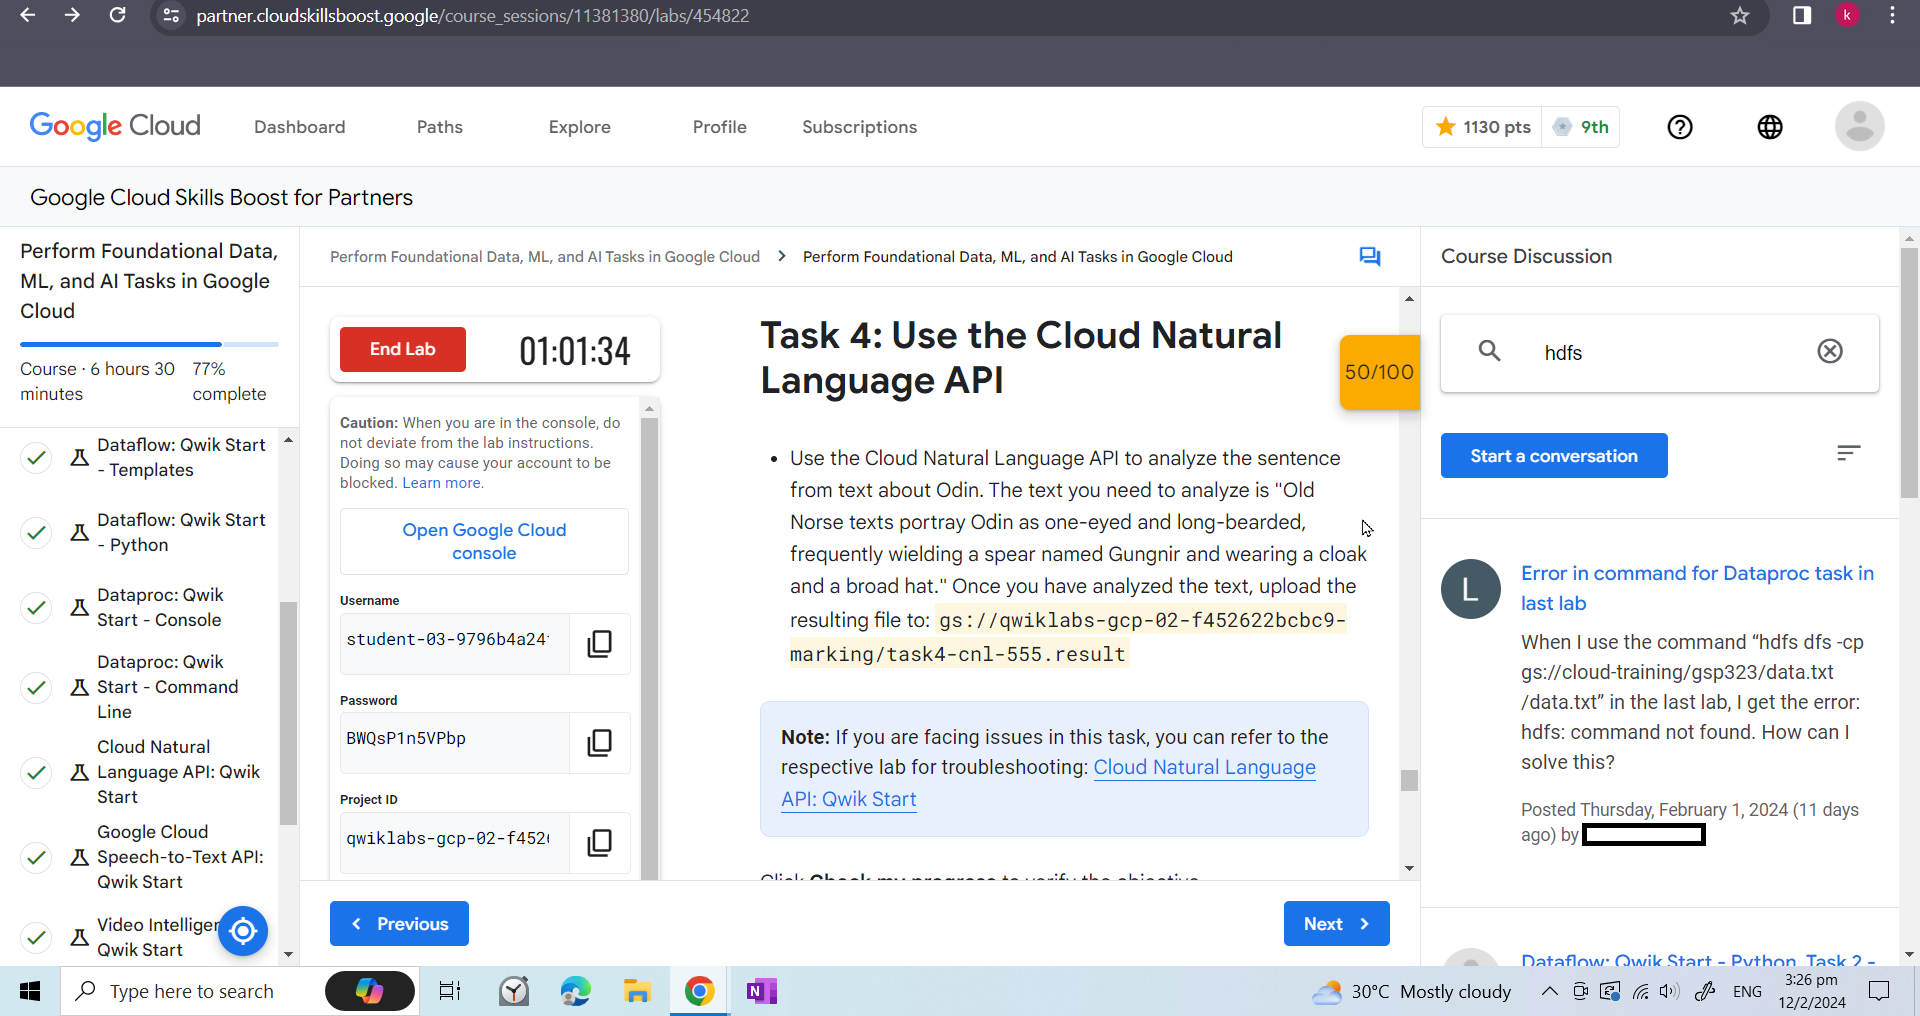 partner.cloudskillsboost.google/course_sessions/11381380/labs/454822
k
Google Cloud
Dashboard
Paths
Explore
Profile
Subscriptions
1130 pts
9th
Google Cloud Skills Boost for Partners
Perform Foundational Data,
ML, and AI Tasks in Google
Cloud
Course · 6 hours 30
minutes
77%
complete
Dataflow: Qwik Start
- Templates
Dataflow: Qwik Start
- Python
Dataproc: Qwik
Start - Console
Dataproc: Qwik
Start - Command
Line
Cloud Natural
Language API: Qwik
Start
Google Cloud
Speech-to-Text API:
Qwik Start
Video Intelliger
Qwik Start
Perform Foundational Data, ML, and AI Tasks in Google Cloud > Perform Foundational Data, ML, and AI Tasks in Google Cloud
End Lab
01:01:34
Caution: When you are in the console, do
not deviate from the lab instructions.
Doing so may cause your account to be
blocked. Learn more.
Open Google Cloud
console
Username
student-03-9796b4a24
Password
BWQsP1n5VPbp
Project ID
qwiklabs-gcp-02-f452
Task 4: Use the Cloud Natural
Language API
50/100
• Use the Cloud Natural Language API to analyze the sentence
from text about Odin. The text you need to analyze is "Old
Norse texts portray Odin as one-eyed and long-bearded,
frequently wielding a spear named Gungnir and wearing a cloak
and a broad hat." Once you have analyzed the text, upload the
resulting file to: gs://qwiklabs-gcp-02-f452622bcbc9-
marking/task4-cnl-555.result
Note: If you are facing issues in this task, you can refer to the
respective lab for troubleshooting: Cloud Natural Language
API: Qwik Start
Click Check my progress to verify the objective.
Previous
Next
Course Discussion
hdfs
Start a conversation
L
Error in command for Dataproc task in
last lab
When I use the command “hdfs dfs -cp
gs://cloud-training/gsp323/data.txt
/data.txt” in the last lab, I get the error:
hdfs: command not found. How can I
solve this?
Posted Thursday, February 1, 2024 (11 days
ago) by
Dataflow: Qwik Start - Python, Task 2 -
Type here to search
30°C Mostly cloudy
ENG
3:26 pm
12/2/2024